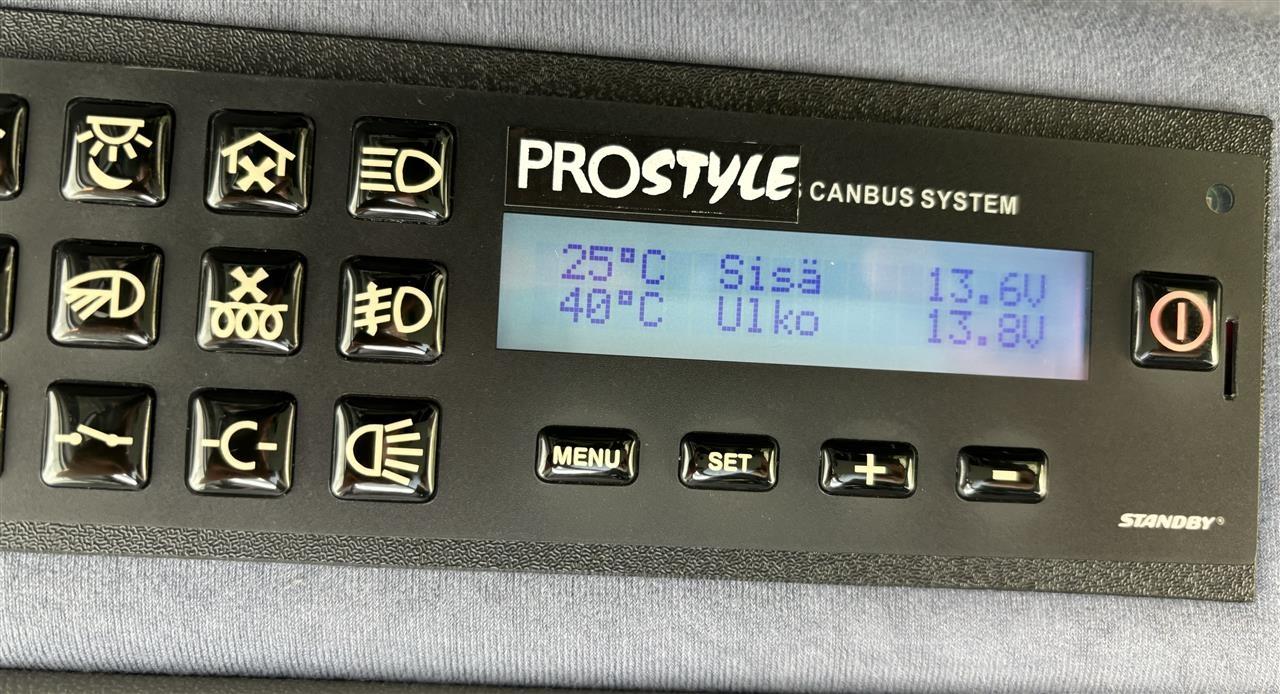 PROSTYLE CANBUS SYSTEM
25°C Sisä 13.6V
40°C Ulko 13.8V
MENU SET + -
STANDBY®